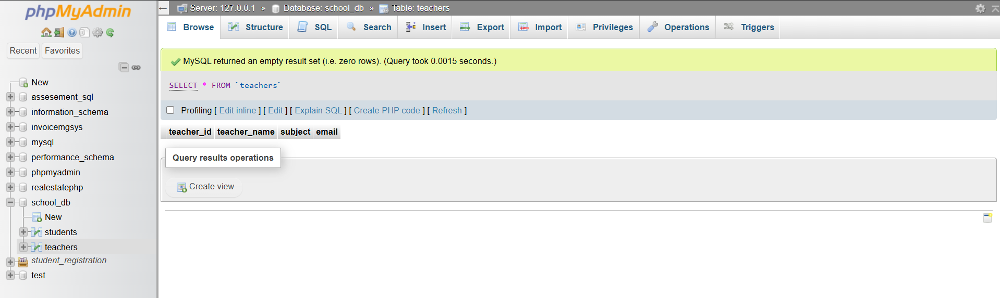 phpMyAdmin
Recent Favorites
New
assesement_sql
information_schema
invoicemgsys
mysql
performance_schema
phpmyadmin
realestatephp
school_db
New
students
teachers
student_registration
test
Server: 127.0.0.1 » Database: school_db » Table: teachers
Browse Structure SQL Search Insert Export Import Privileges Operations Triggers
MySQL returned an empty result set (i.e. zero rows). (Query took 0.0015 seconds.)
SELECT * FROM `teachers`
Profiling [ Edit inline ] [ Edit ] [ Explain SQL ] [ Create PHP code ] [ Refresh ]
teacher_id teacher_name subject email
Query results operations
Create view